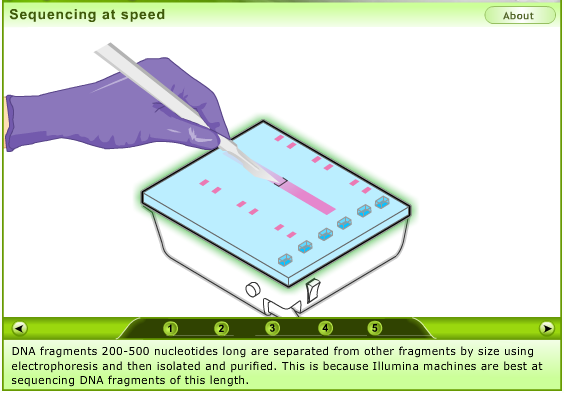 Sequencing at speed
About
1 2 3 4 5
DNA fragments 200-500 nucleotides long are separated from other fragments by size using
electrophoresis and then isolated and purified. This is because Illumina machines are best at
sequencing DNA fragments of this length.